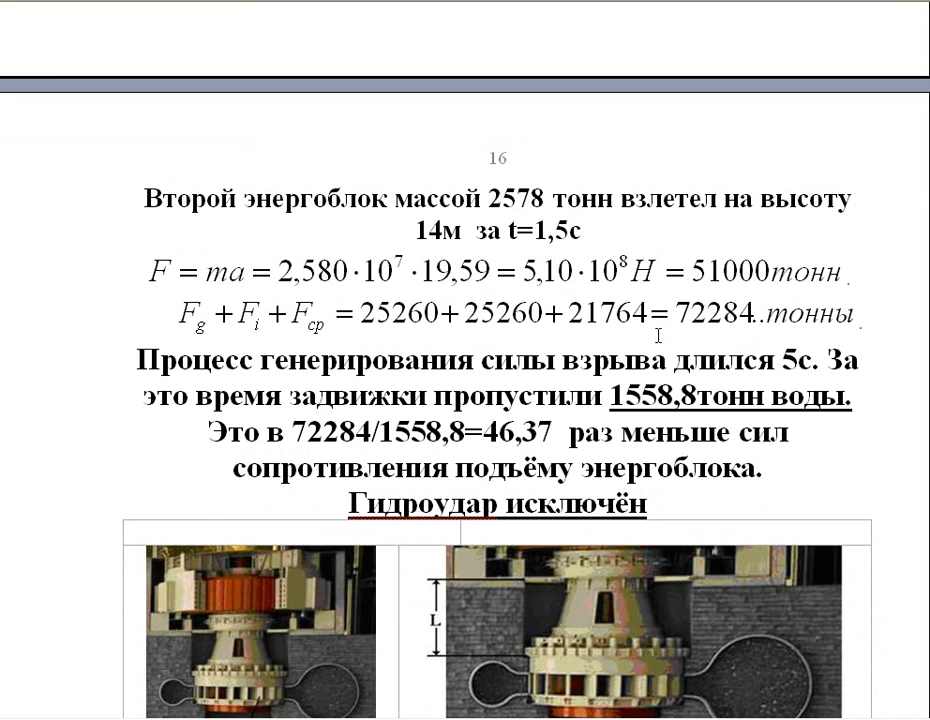 16
Второй энергоблок массой 2578 тонн взлетел на высоту
14м за t=1,5с
F = ma = 2,580·10⁷ ·19,59 = 5,10·10⁸ Н = 51000тонн .
F_g + F_i + F_cp = 25260+25260+21764= 72284..тонны .
Процесс генерирования силы взрыва длился 5с. За
это время задвижки пропустили 1558,8тонн воды.
Это в 72284/1558,8=46,37 раз меньше сил
сопротивления подъёму энергоблока.
Гидроудар исключён
L